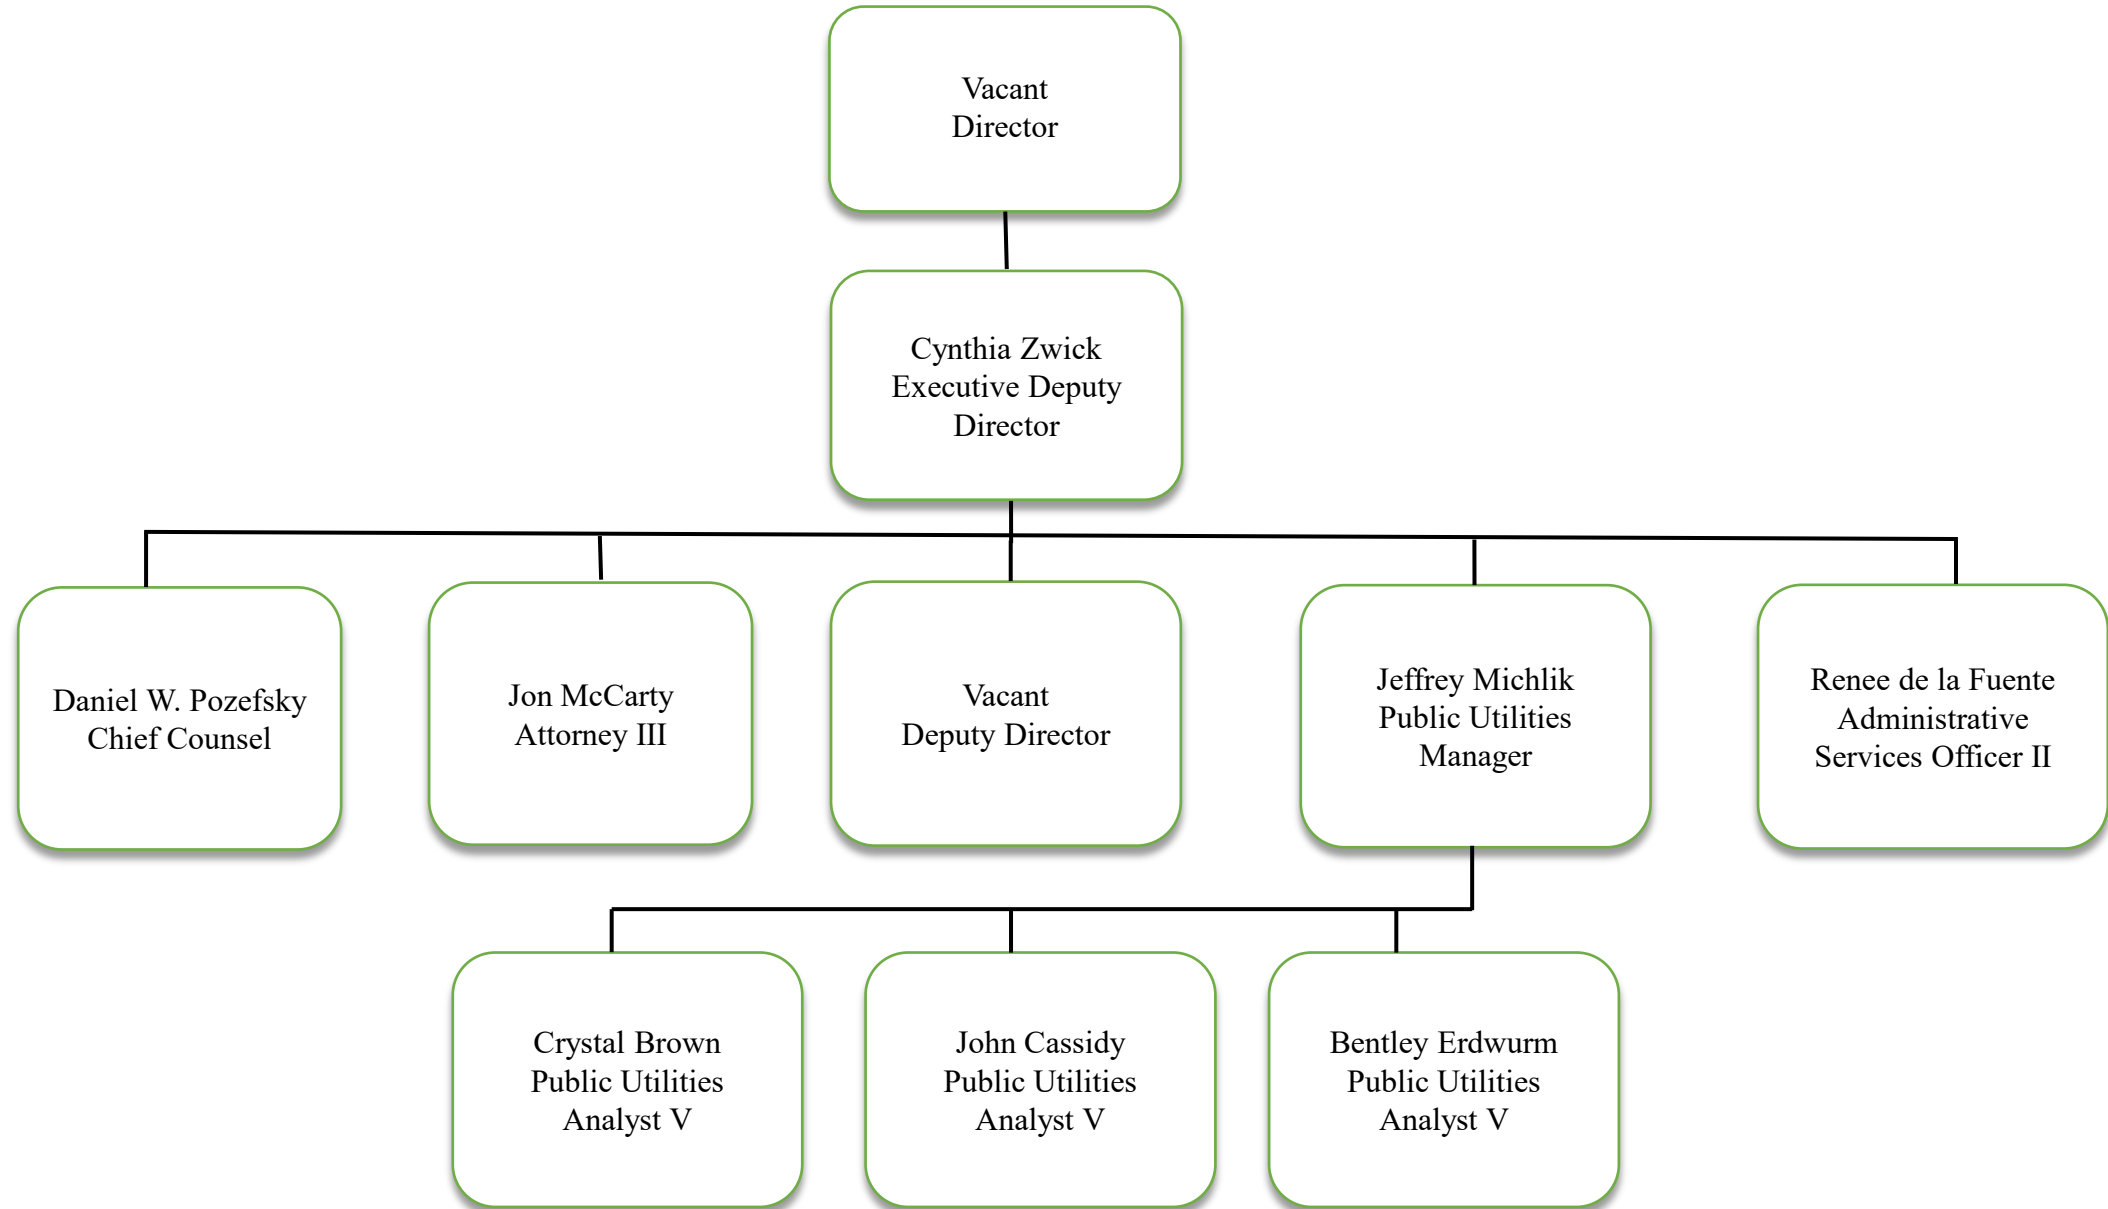 Vacant
Director
Cynthia Zwick
Executive Deputy
Director
Daniel W. Pozefsky
Chief Counsel
Jon McCarty
Attorney III
Vacant
Deputy Director
Jeffrey Michlik
Public Utilities
Manager
Renee de la Fuente
Administrative
Services Officer II
Crystal Brown
Public Utilities
Analyst V
John Cassidy
Public Utilities
Analyst V
Bentley Erdwurm
Public Utilities
Analyst V